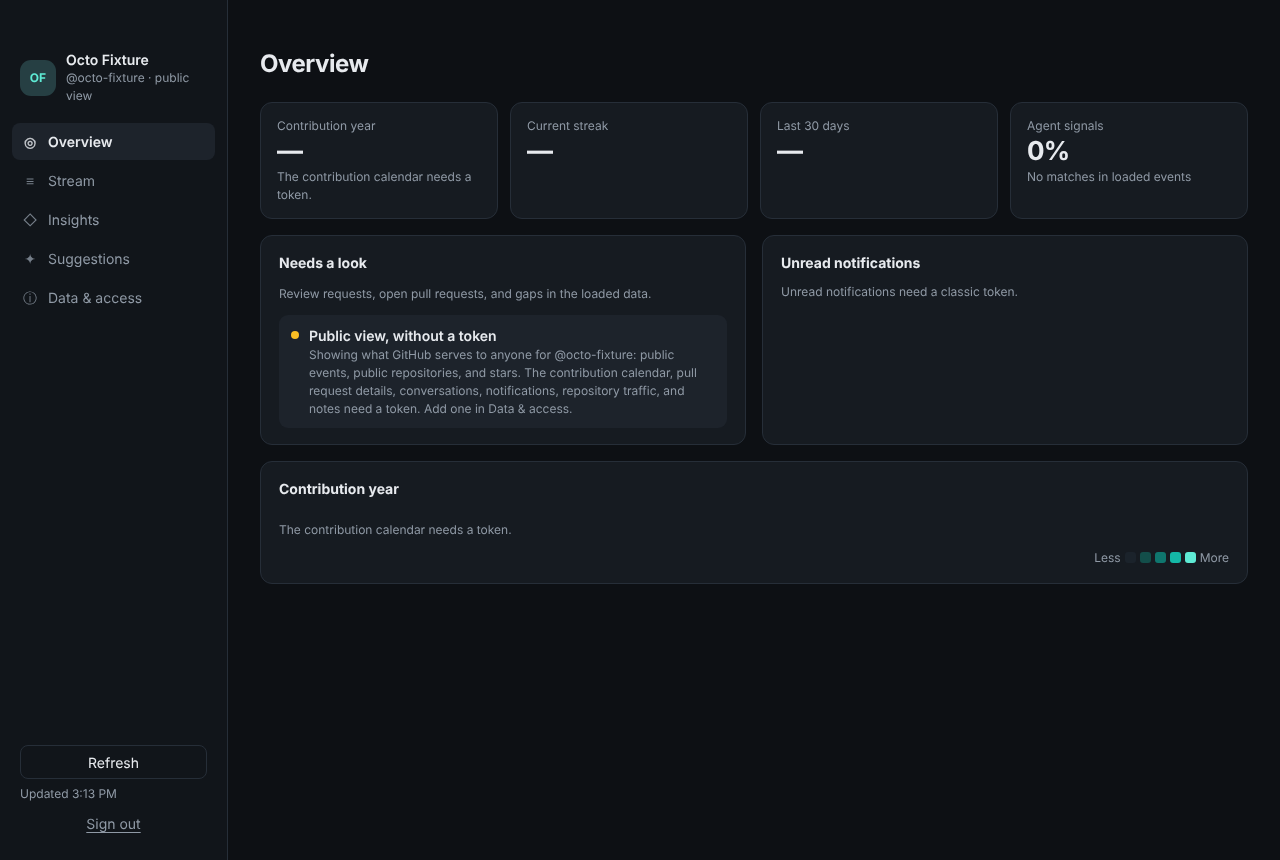 OF
Octo Fixture
@octo-fixture · public
view
◎ Overview
≡ Stream
◇ Insights
✦ Suggestions
ⓘ Data & access
Refresh
Updated 3:13 PM
Sign out
Overview
Contribution year
—
The contribution calendar needs a
token.
Current streak
—
Last 30 days
—
Agent signals
0%
No matches in loaded events
Needs a look
Review requests, open pull requests, and gaps in the loaded data.
Public view, without a token
Showing what GitHub serves to anyone for @octo-fixture: public
events, public repositories, and stars. The contribution calendar, pull
request details, conversations, notifications, repository traffic, and
notes need a token. Add one in Data & access.
Unread notifications
Unread notifications need a classic token.
Contribution year
The contribution calendar needs a token.
Less More